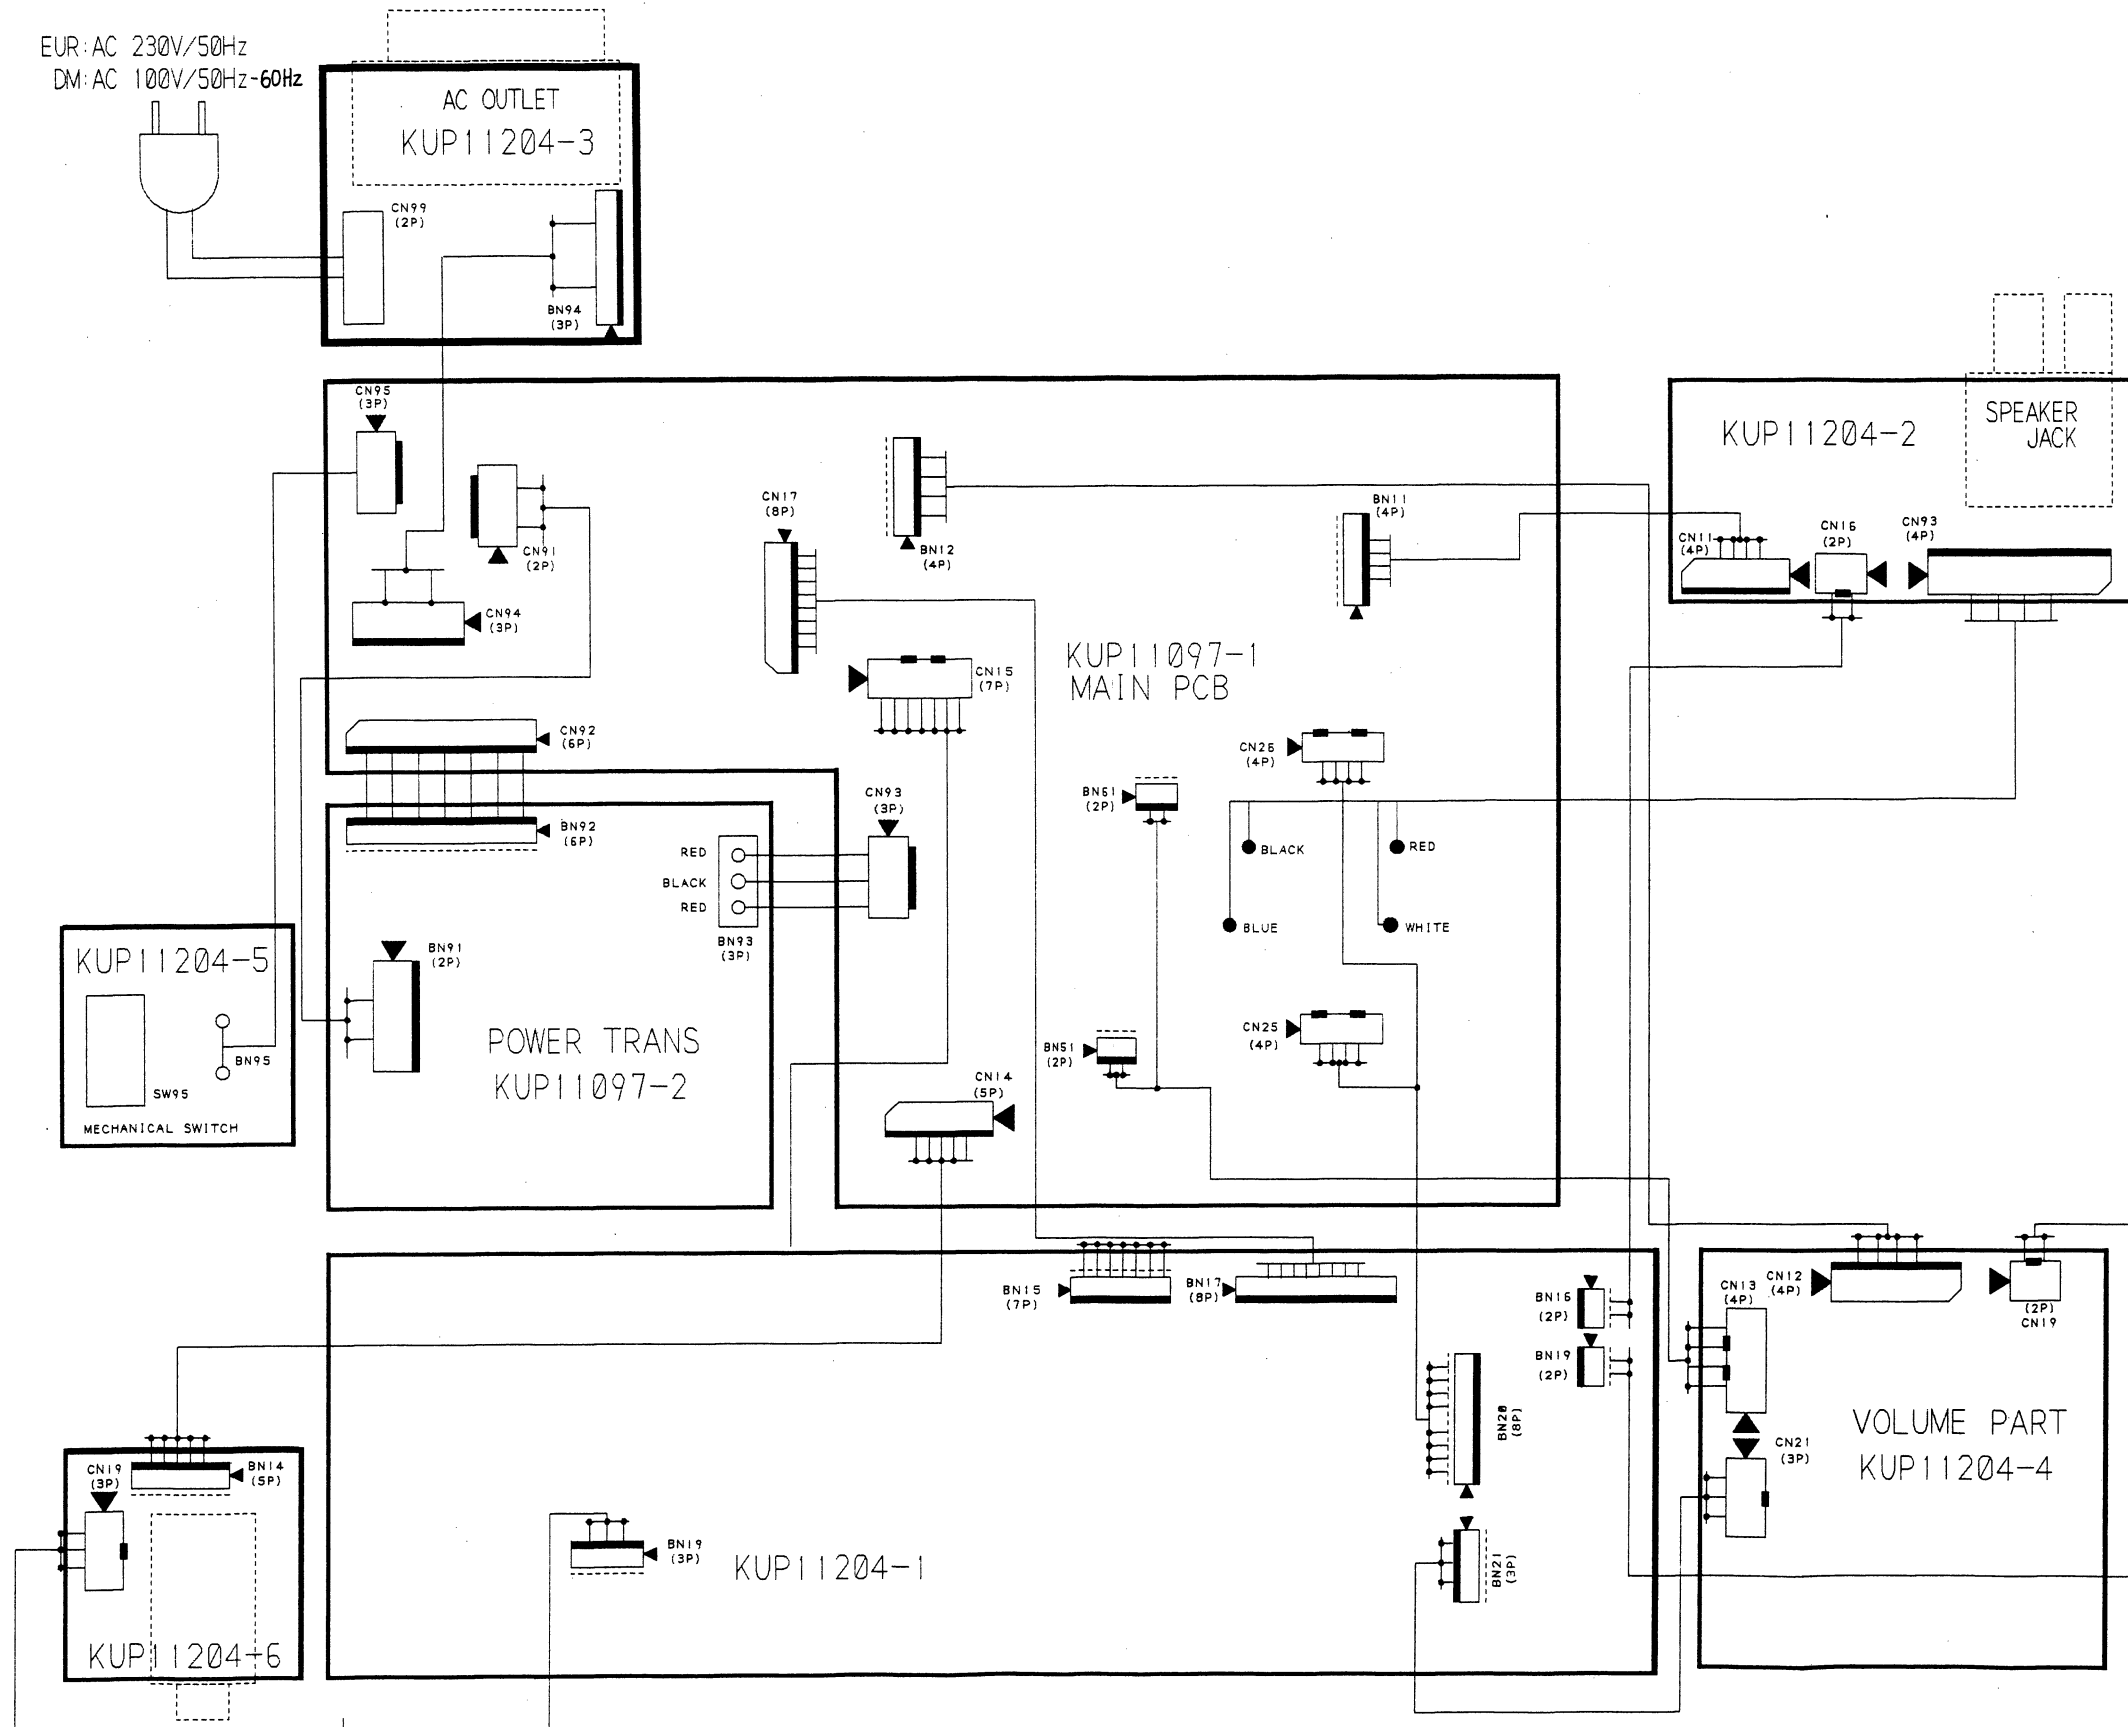 EUR:AC 230V/50Hz
DM:AC 100V/50Hz-60Hz
AC OUTLET
KUP11204-3
CN99
(2P)
BN94
(3P)
CN95
(3P)
CN91
(2P)
CN94
(3P)
CN17
(8P)
BN12
(4P)
BN11
(4P)
CN15
(7P)
KUP11097-1
MAIN PCB
CN92
(6P)
BN92
(6P)
CN93
(3P)
BN61
(2P)
CN26
(4P)
BLACK
RED
BLUE
WHITE
RED
BLACK
RED
BN93
(3P)
BN91
(2P)
POWER TRANS
KUP11097-2
CN25
(4P)
BN51
(2P)
CN14
(5P)
KUP11204-2
SPEAKER
JACK
CN11
(4P)
CN16
(2P)
CN93
(4P)
KUP11204-5
BN95
SW95
MECHANICAL SWITCH
BN15
(7P)
BN17
(8P)
BN16
(2P)
BN19
(2P)
BN20
(8P)
BN21
(3P)
BN19
(3P)
KUP11204-1
CN13
(4P)
CN12
(4P)
(2P)
CN19
VOLUME PART
KUP11204-4
CN21
(3P)
CN19
(3P)
BN14
(5P)
KUP11204-6